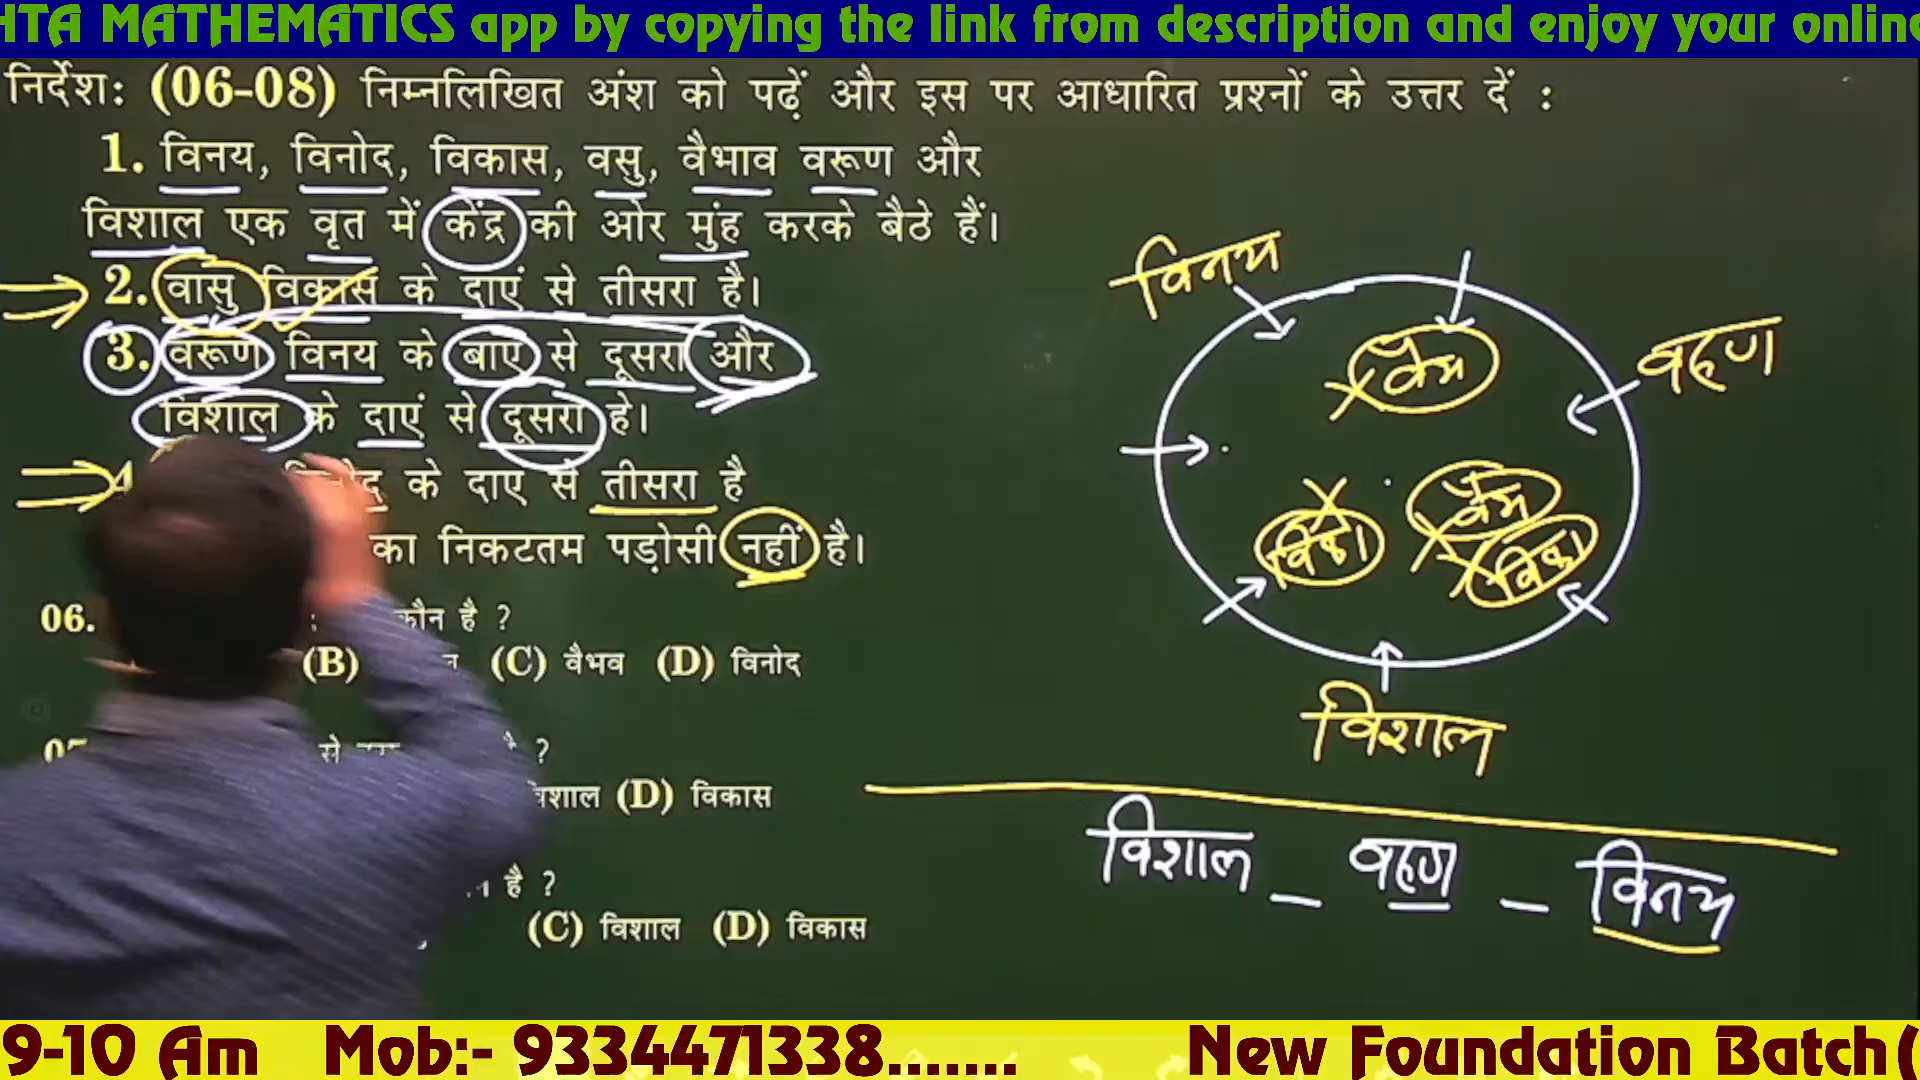 HTA MATHEMATICS app by copying the link from description and enjoy your online
निर्देश: (06-08) निम्नलिखित अंश को पढ़ें और इस पर आधारित प्रश्नों के उत्तर दें :
1. विनय, विनोद, विकास, वसु, वैभाव वरूण और
विशाल एक वृत में केंद्र की ओर मुंह करके बैठे हैं।
2. वासु विकास के दाएं से तीसरा है।
3. वरूण विनय के बाए से दूसरा और
विशाल के दाएं से दूसरा हे।
के दाए से तीसरा है
का निकटतम पड़ोसी नहीं है।
06. कौन है ?
(B) (C) वैभव (D) विनोद
से ?
(D) विकास
है ?
(C) विशाल (D) विकास
विनय
वरूण
वैभ
वैभ
विका
विका
विशाल
विशाल _ वरूण _ विनय
9-10 Am Mob:- 9334471338....... New Foundation Batch(